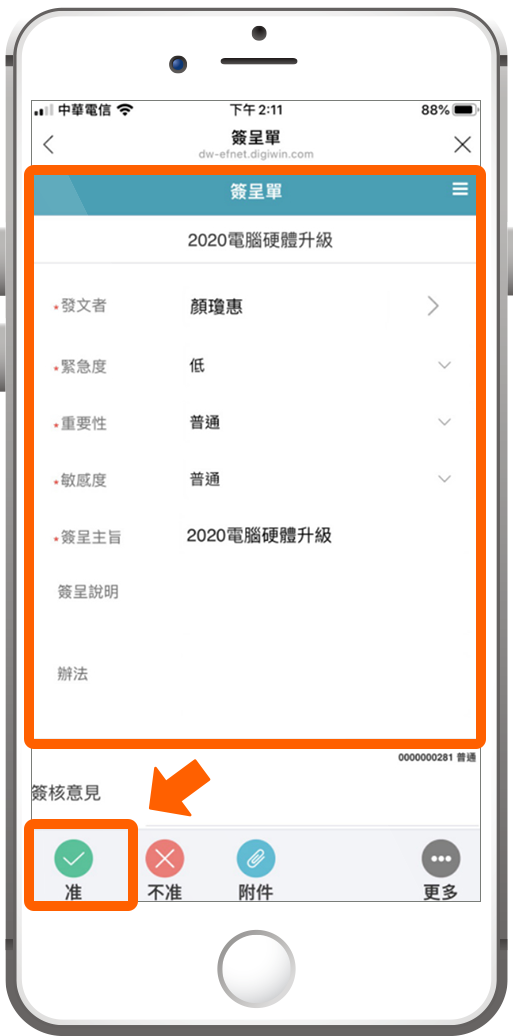 中華電信 下午 2:11 88%
簽呈單
dw-efnet.digiwin.com
簽呈單
2020電腦硬體升級
*發文者 顏瓊惠
*緊急度 低
*重要性 普通
*敏感度 普通
*簽呈主旨 2020電腦硬體升級
簽呈說明
辦法
0000000281 普通
簽核意見
准 不准 附件 更多